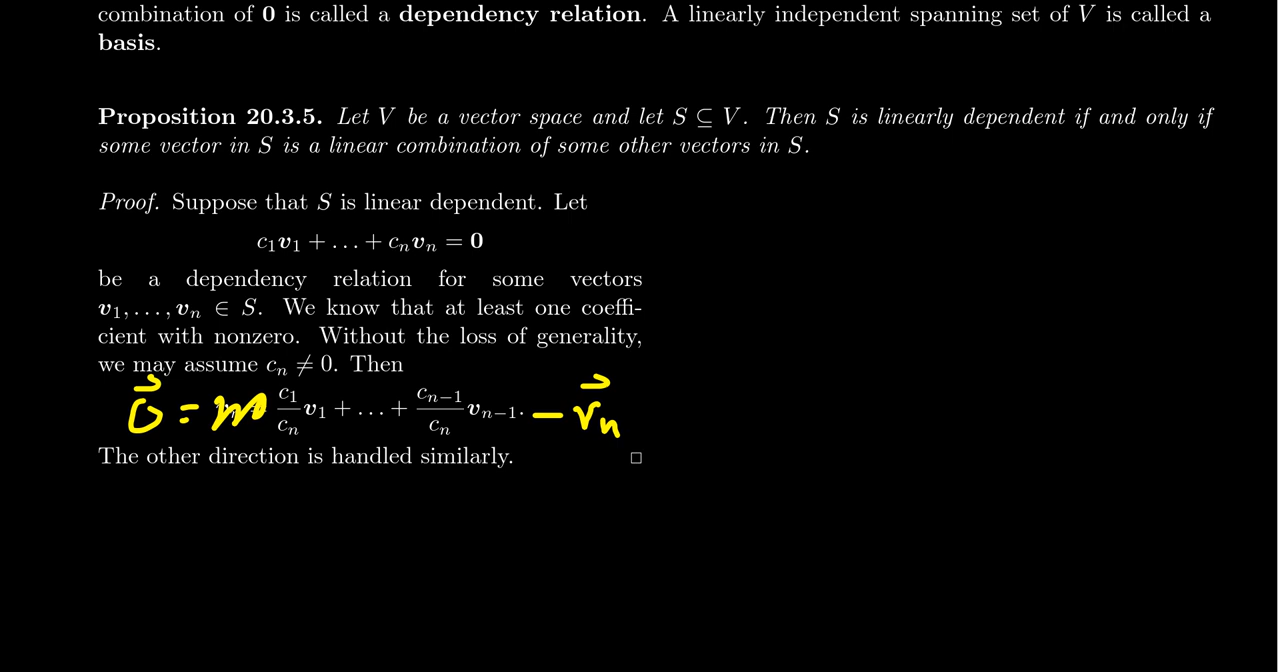 combination of 0 is called a dependency relation. A linearly independent spanning set of V is called a
basis.
Proposition 20.3.5. Let V be a vector space and let S ⊆ V. Then S is linearly dependent if and only if
some vector in S is a linear combination of some other vectors in S.
Proof. Suppose that S is linear dependent. Let
c₁v₁ + … + cₙvₙ = 0
be a dependency relation for some vectors
v₁, …, vₙ ∈ S. We know that at least one coeffi-
cient with nonzero. Without the loss of generality,
we may assume cₙ ≠ 0. Then
0⃗ = c₁/cₙ v₁ + … + cₙ₋₁/cₙ vₙ₋₁. − v⃗ₙ
The other direction is handled similarly. □